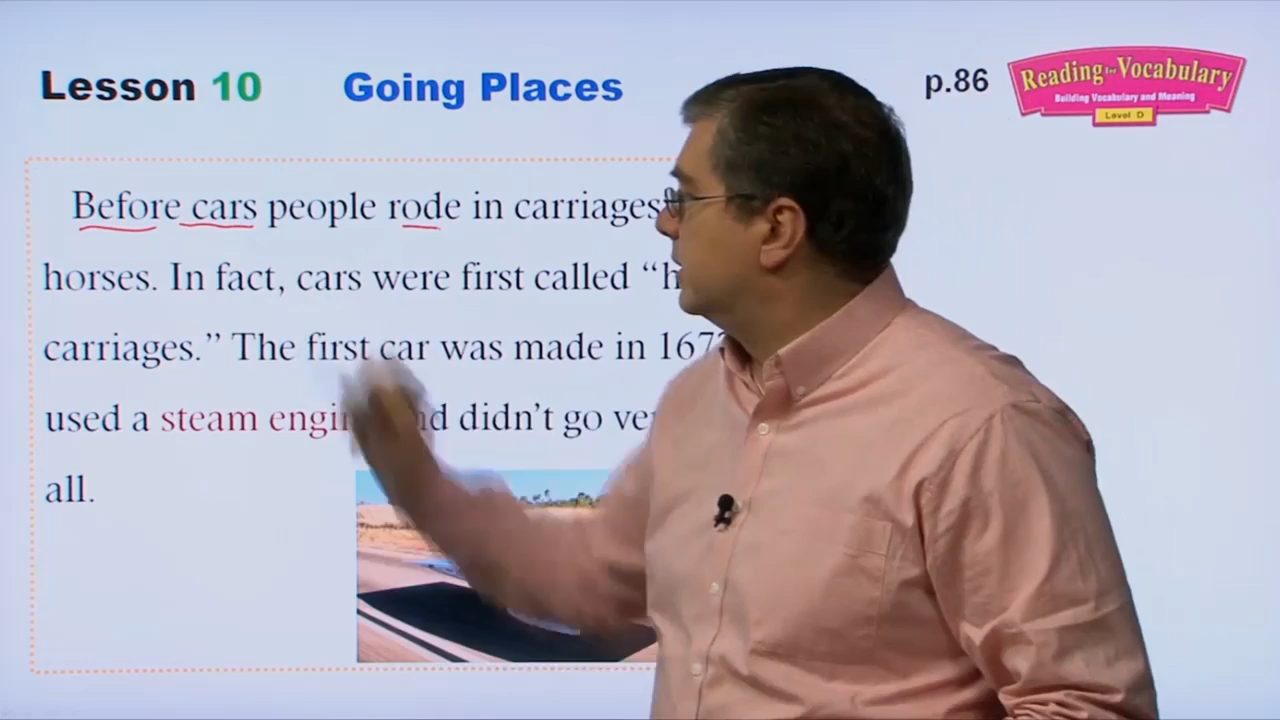 Lesson 10 Going Places p.86
Reading for Vocabulary
Building Vocabulary and Meaning
Level D
Before cars people rode in carriages
horses. In fact, cars were first called “h
carriages.” The first car was made in 167
used a steam engin d didn’t go ve
all.